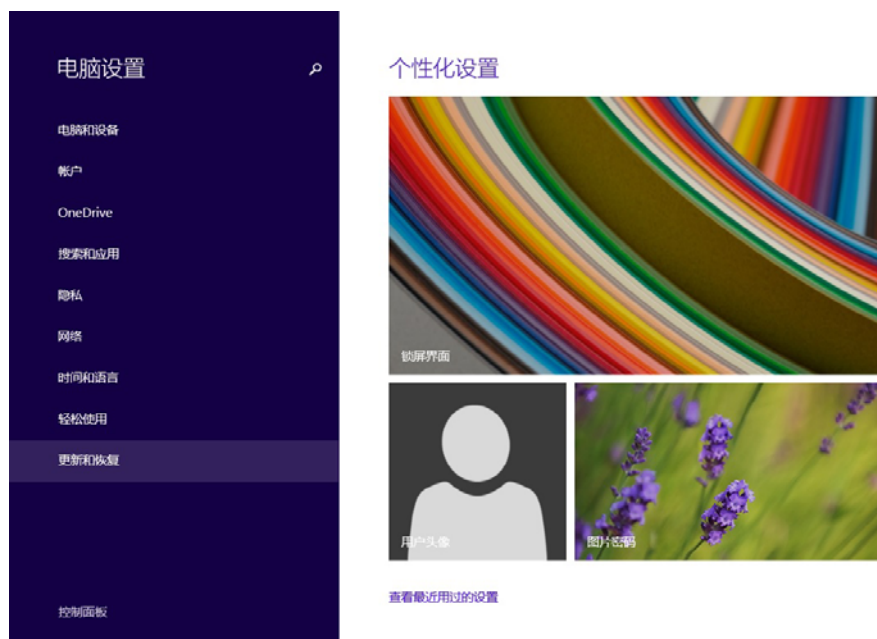 电脑设置
电脑和设备
帐户
OneDrive
搜索和应用
隐私
网络
时间和语言
轻松使用
更新和恢复
控制面板
个性化设置
锁屏界面
用户头像
图片密码
查看最近用过的设置